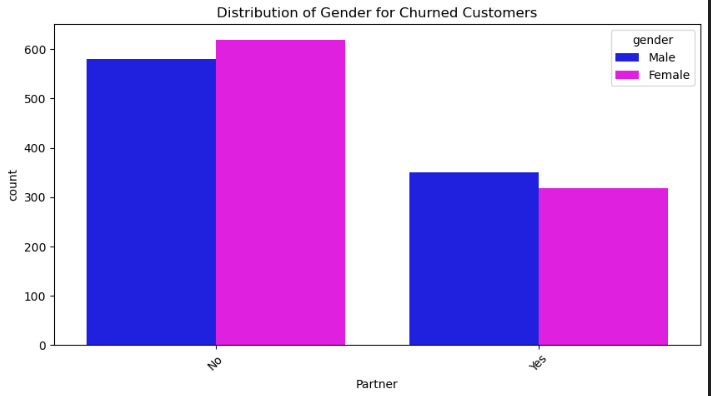 Distribution of Gender for Churned Customers
gender
Male
Female
600
500
400
300
200
100
0
count
No
Yes
Partner